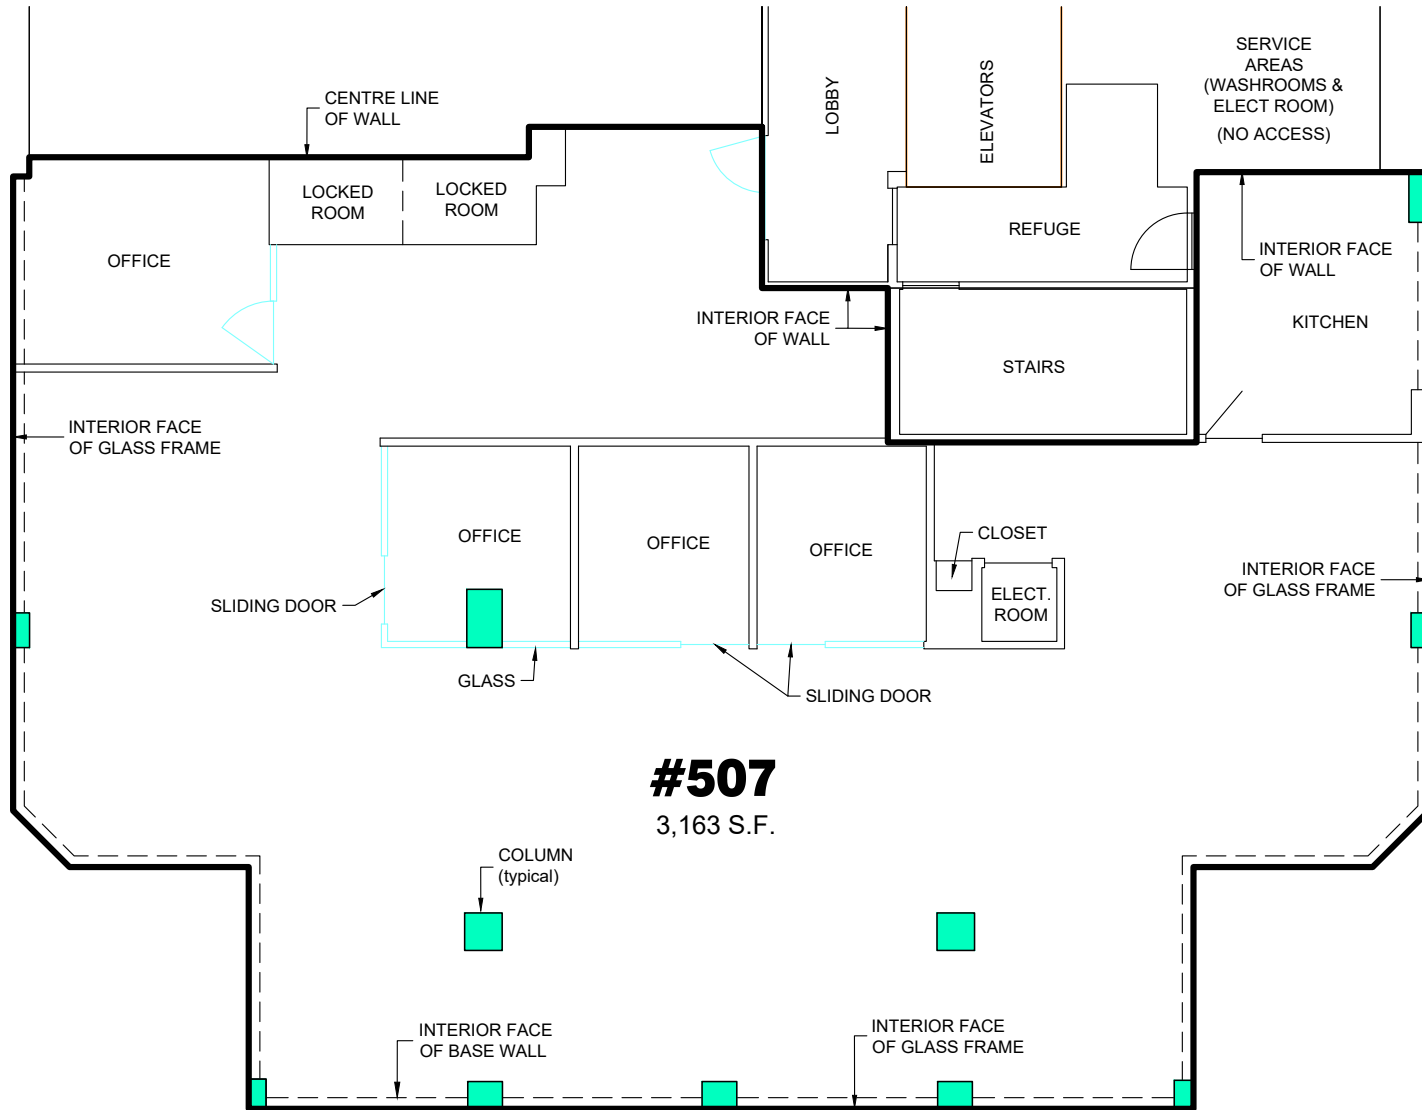 SERVICE
AREAS
(WASHROOMS &
ELECT ROOM)
(NO ACCESS)
LOBBY
ELEVATORS
CENTRE LINE
OF WALL
LOCKED
ROOM
LOCKED
ROOM
OFFICE
REFUGE
INTERIOR FACE
OF WALL
INTERIOR FACE
OF WALL
KITCHEN
STAIRS
INTERIOR FACE
OF GLASS FRAME
OFFICE
OFFICE
OFFICE
CLOSET
ELECT.
ROOM
INTERIOR FACE
OF GLASS FRAME
SLIDING DOOR
GLASS
SLIDING DOOR
#507
3,163 S.F.
COLUMN
(typical)
INTERIOR FACE
OF BASE WALL
INTERIOR FACE
OF GLASS FRAME